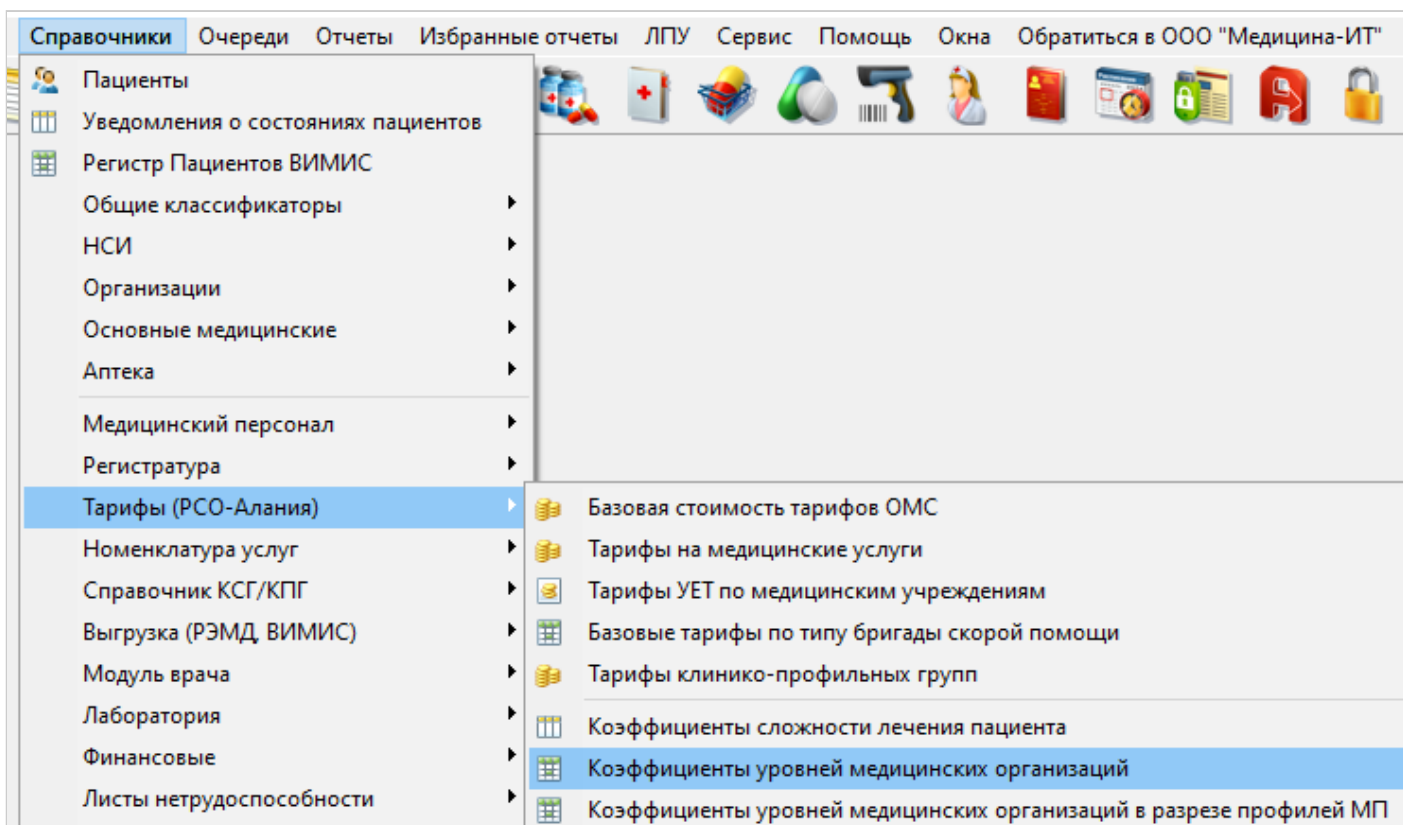 Справочники Очереди Отчеты Избранные отчеты ЛПУ Сервис Помощь Окна Обратиться в ООО "Медицина-ИТ"
Пациенты
Уведомления о состояниях пациентов
Регистр Пациентов ВИМИС
Общие классификаторы
НСИ
Организации
Основные медицинские
Аптека
Медицинский персонал
Регистратура
Тарифы (РСО-Алания)
Номенклатура услуг
Справочник КСГ/КПГ
Выгрузка (РЭМД, ВИМИС)
Модуль врача
Лаборатория
Финансовые
Листы нетрудоспособности
Базовая стоимость тарифов ОМС
Тарифы на медицинские услуги
Тарифы УЕТ по медицинским учреждениям
Базовые тарифы по типу бригады скорой помощи
Тарифы клинико-профильных групп
Коэффициенты сложности лечения пациента
Коэффициенты уровней медицинских организаций
Коэффициенты уровней медицинских организаций в разрезе профилей МП